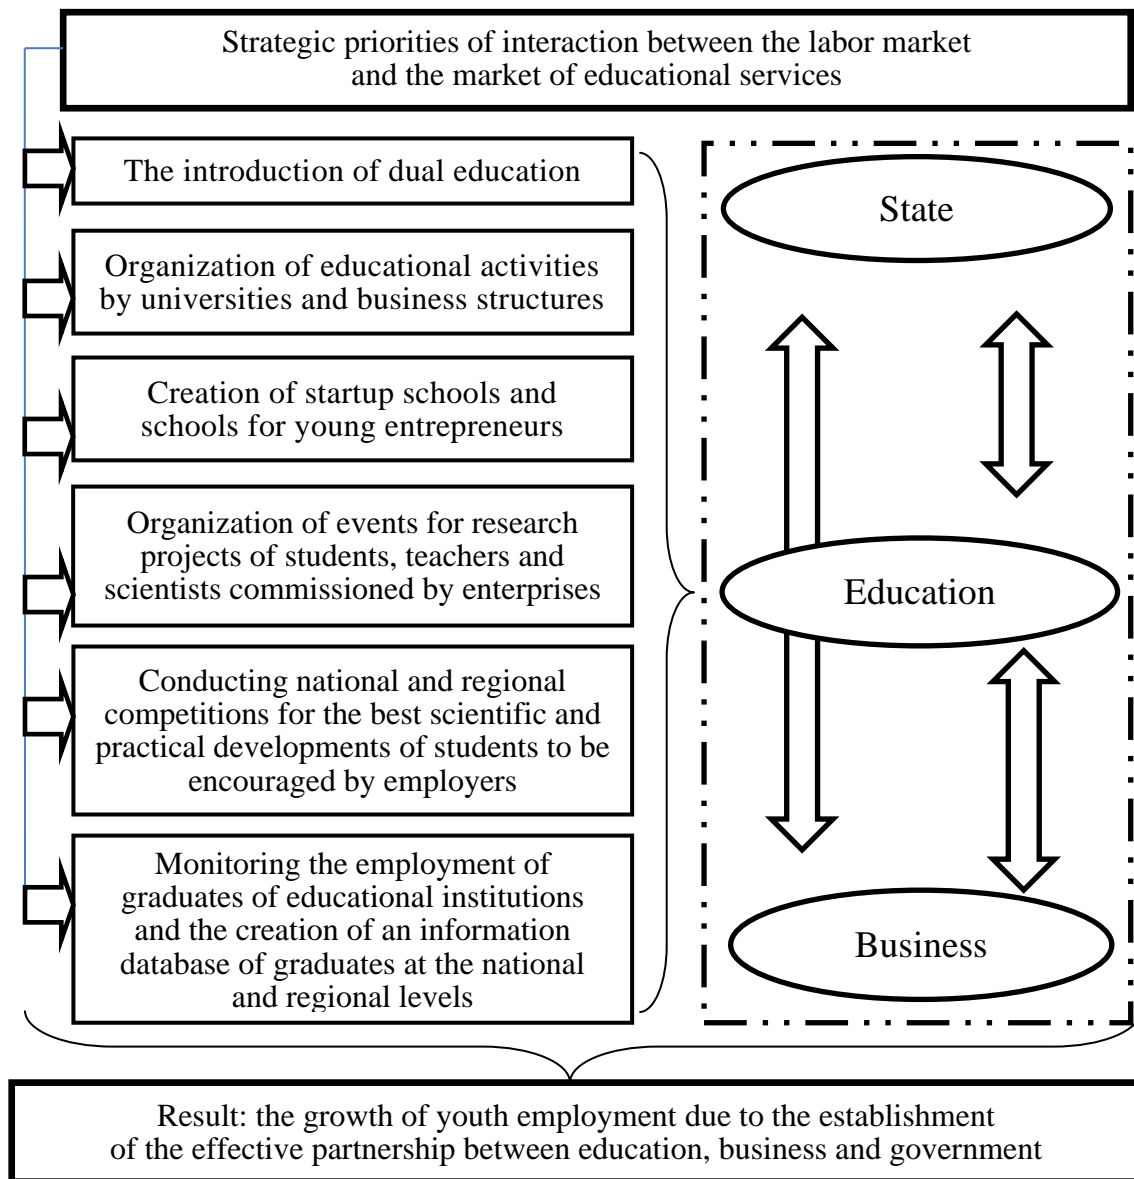 Strategic priorities of interaction between the labor market
and the market of educational services
The introduction of dual education
Organization of educational activities
by universities and business structures
Creation of startup schools and
schools for young entrepreneurs
Organization of events for research
projects of students, teachers and
scientists commissioned by enterprises
Conducting national and regional
competitions for the best scientific and
practical developments of students to be
encouraged by employers
Monitoring the employment of
graduates of educational institutions
and the creation of an information
database of graduates at the national
and regional levels
State
Education
Business
Result: the growth of youth employment due to the establishment
of the effective partnership between education, business and government